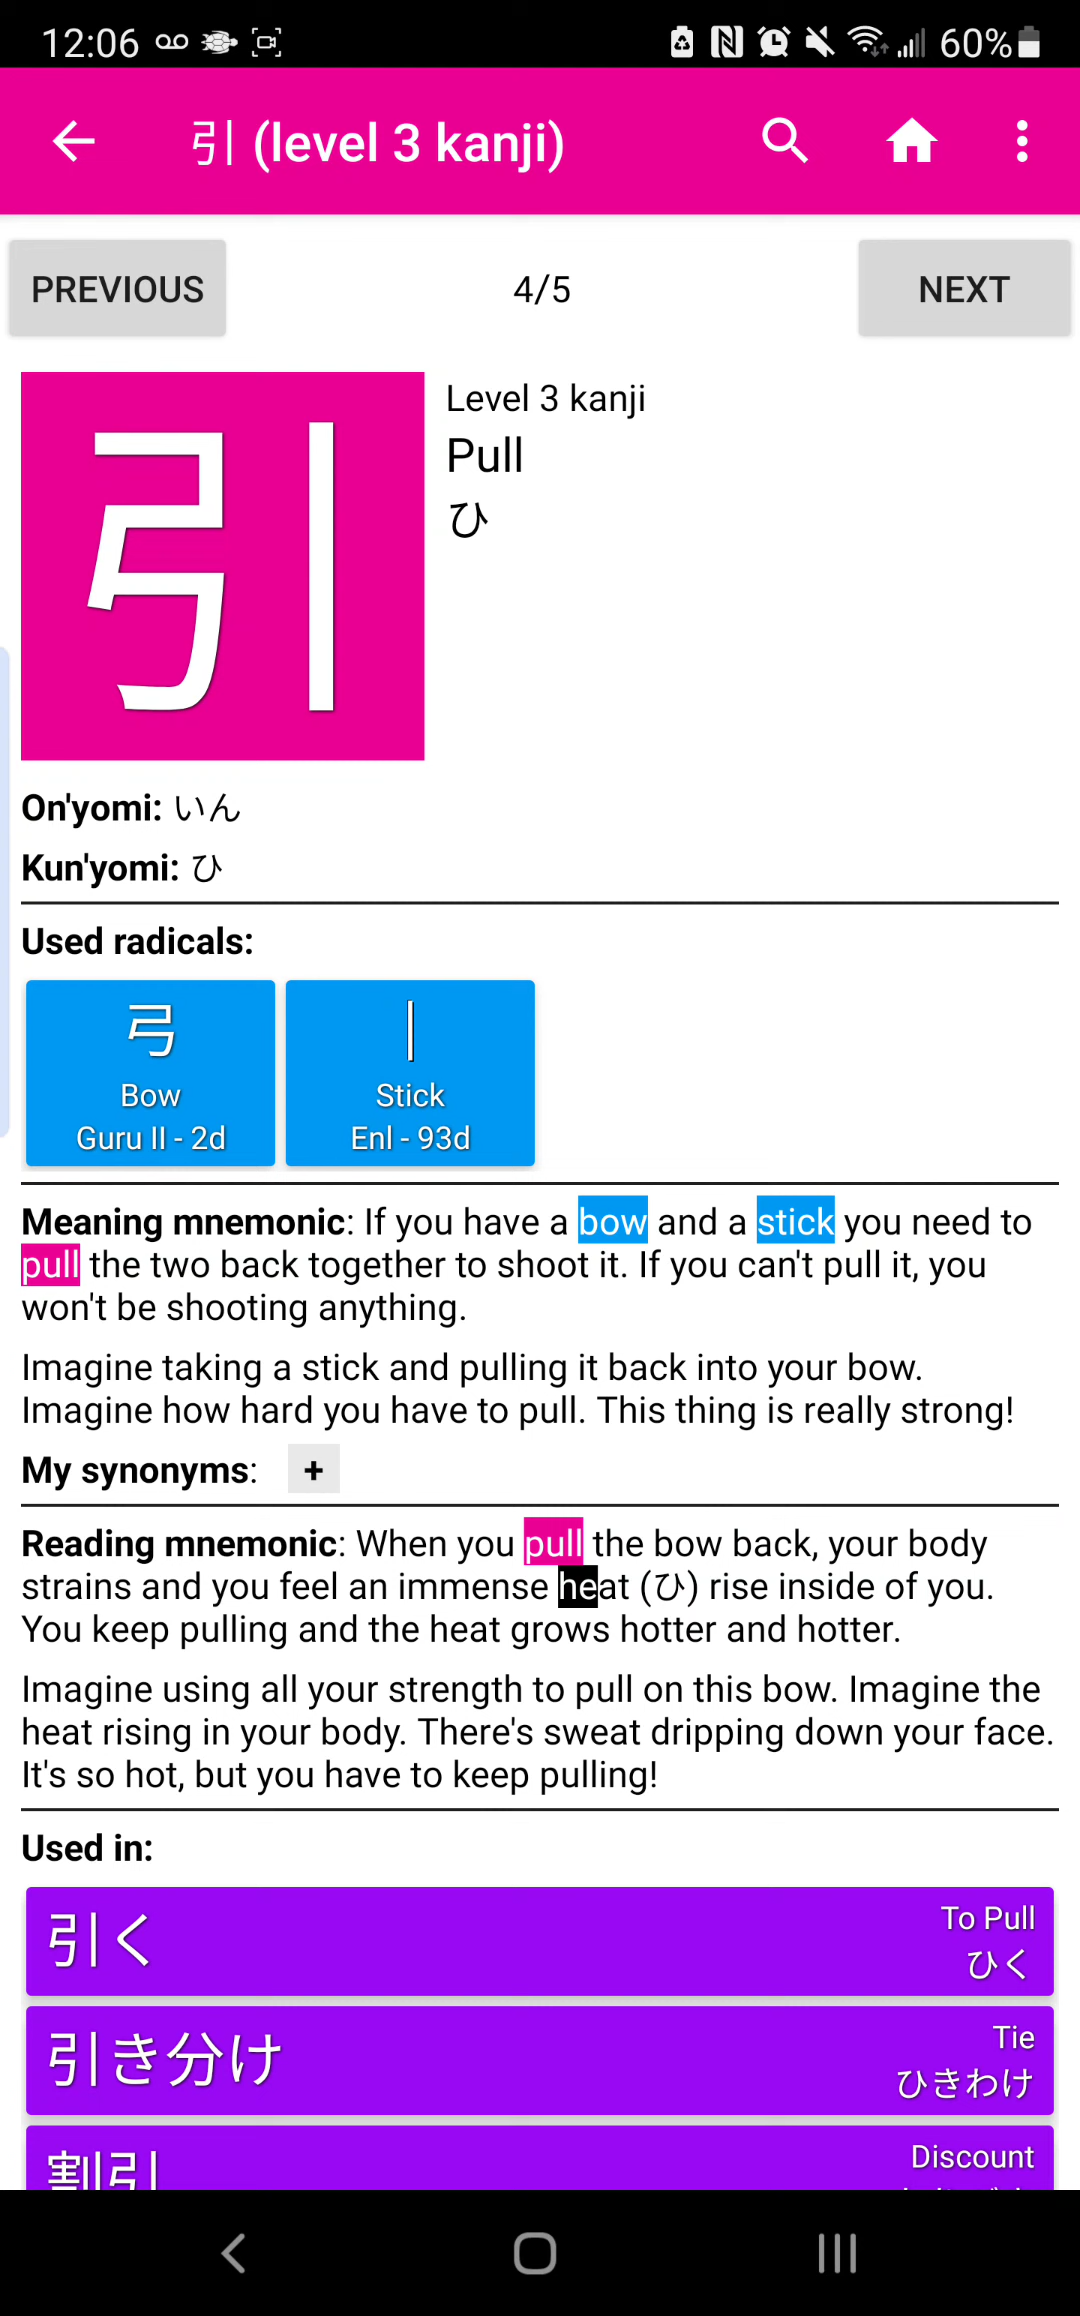 12:06
60%
引 (level 3 kanji)
PREVIOUS
4/5
NEXT
引
Level 3 kanji
Pull
ひ
On'yomi: いん
Kun'yomi: ひ
Used radicals:
弓
Bow
Guru II - 2d
|
Stick
Enl - 93d
Meaning mnemonic: If you have a bow and a stick you need to
pull the two back together to shoot it. If you can't pull it, you
won't be shooting anything.
Imagine taking a stick and pulling it back into your bow.
Imagine how hard you have to pull. This thing is really strong!
My synonyms: +
Reading mnemonic: When you pull the bow back, your body
strains and you feel an immense heat (ひ) rise inside of you.
You keep pulling and the heat grows hotter and hotter.
Imagine using all your strength to pull on this bow. Imagine the
heat rising in your body. There's sweat dripping down your face.
It's so hot, but you have to keep pulling!
Used in:
引く
To Pull
ひく
引き分け
Tie
ひきわけ
割引
Discount